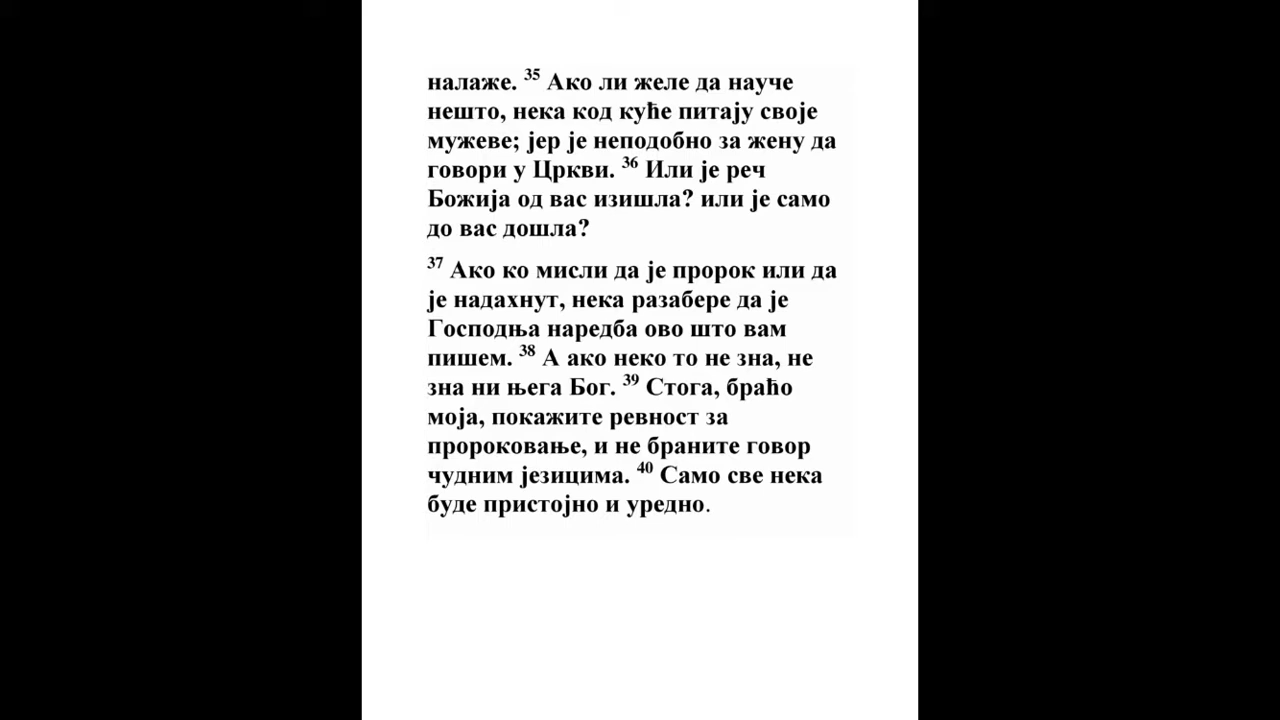 налаже. 35 Ако ли желе да науче
нешто, нека код куће питају своје
мужеве; јер је неподобно за жену да
говори у Цркви. 36 Или је реч
Божија од вас изишла? или је само
до вас дошла?
37 Ако ко мисли да је пророк или да
је надахнут, нека разабере да је
Господња наредба ово што вам
пишем. 38 А ако неко то не зна, не
зна ни њега Бог. 39 Стога, браћо
моја, покажите ревност за
пророковање, и не браните говор
чудним језицима. 40 Само све нека
буде пристојно и уредно.